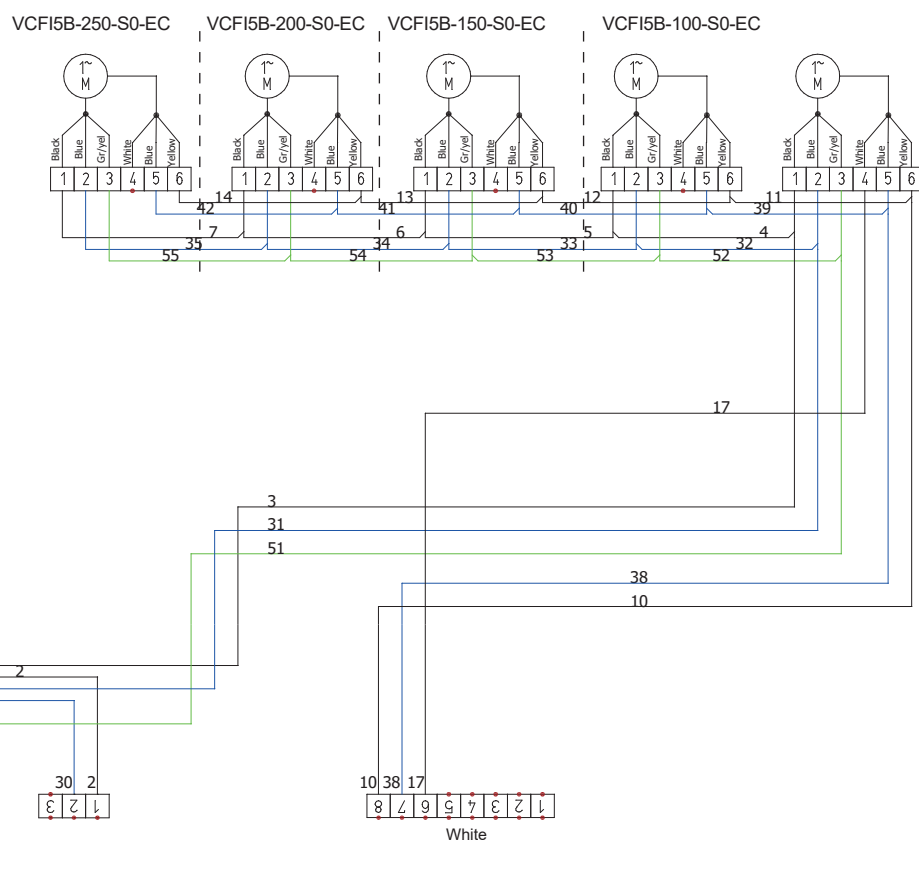 VCFI5B-250-S0-EC VCFI5B-200-S0-EC VCFI5B-150-S0-EC VCFI5B-100-S0-EC
1~ 1~ 1~ 1~ 1~
M M M M M
Black Blue Gr/yel White Blue Yellow Black Blue Gr/yel White Blue Yellow Black Blue Gr/yel White Blue Yellow Black Blue Gr/yel White Blue Yellow Black Blue Gr/yel White Blue Yellow
1 2 3 4 5 6 1 2 3 4 5 6 1 2 3 4 5 6 1 2 3 4 5 6 1 2 3 4 5 6
14 13 12 11
42 41 40 39
7 6 5 4
35 34 33 32
55 54 53 52
17
3
31
51
38
10
2
30 2 10 38 17
3 2 1 8 7 6 5 4 3 2 1
White